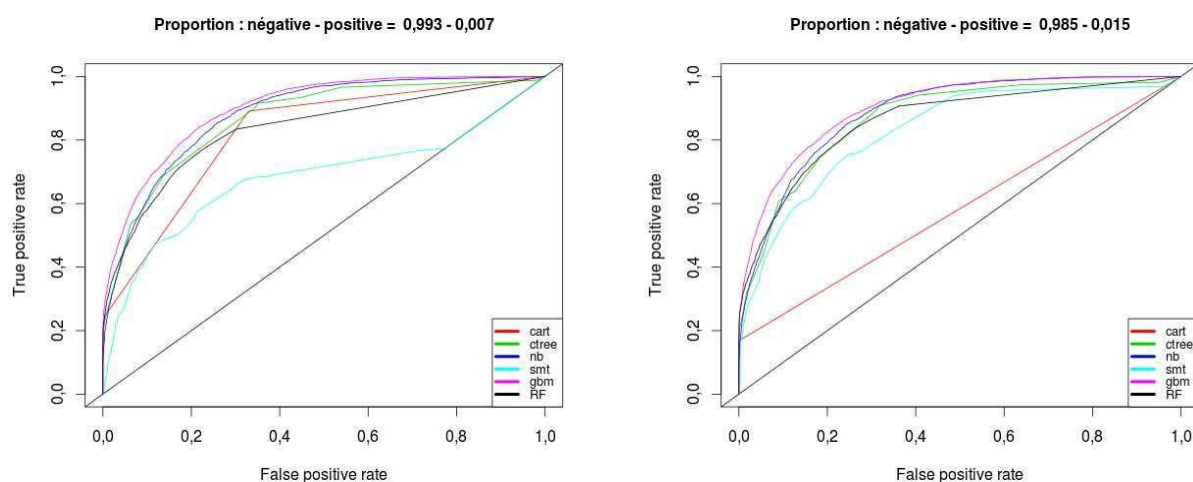 Proportion : négative - positive = 0,993 - 0,007
True positive rate
1,0
0,8
0,6
0,4
0,2
0,0
cart
ctree
nb
smt
gbm
RF
0,0 0,2 0,4 0,6 0,8 1,0
False positive rate
Proportion : négative - positive = 0,985 - 0,015
True positive rate
1,0
0,8
0,6
0,4
0,2
0,0
cart
ctree
nb
smt
gbm
RF
0,0 0,2 0,4 0,6 0,8 1,0
False positive rate